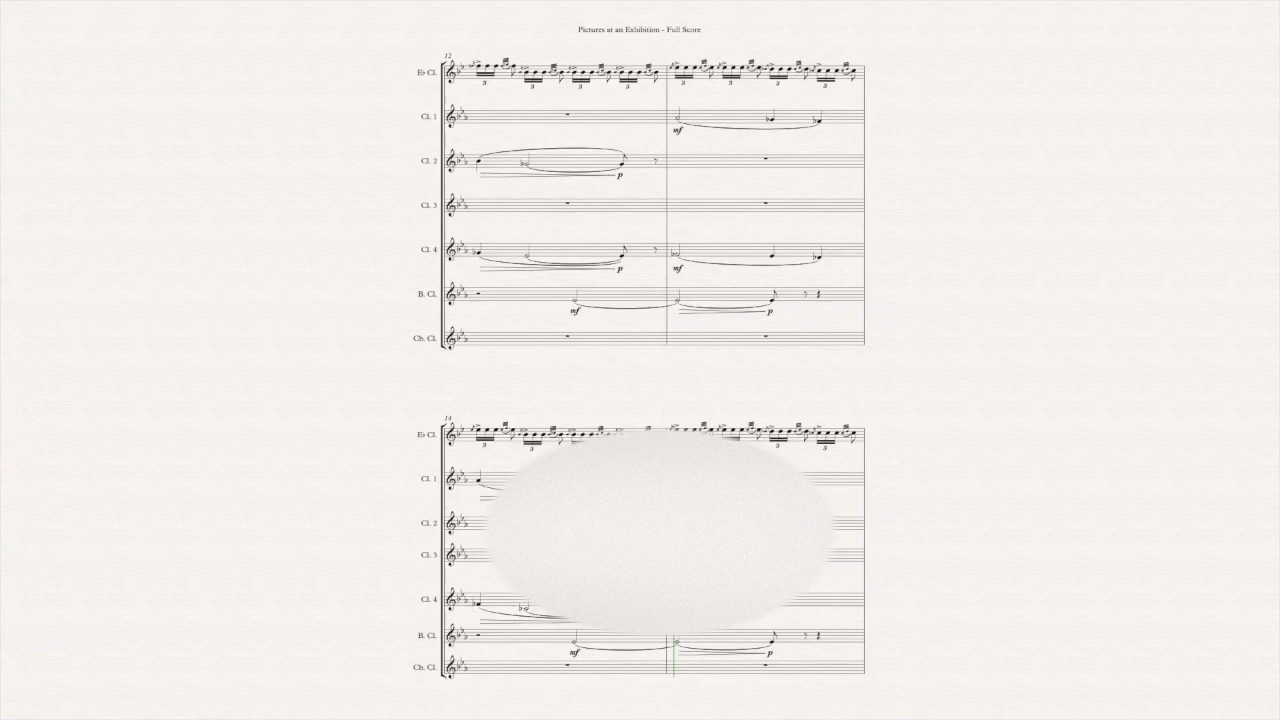 Pictures at an Exhibition - Full Score
12
E♭ Cl.
3 3 3 3 3 3 3 3
Cl. 1
mf
Cl. 2
p
Cl. 3
Cl. 4
p mf
B. Cl.
mf p
Cb. Cl.
14
E♭ Cl.
3 3 3 3
Cl. 1
Cl. 2
Cl. 3
Cl. 4
B. Cl.
mf p
Cb. Cl.